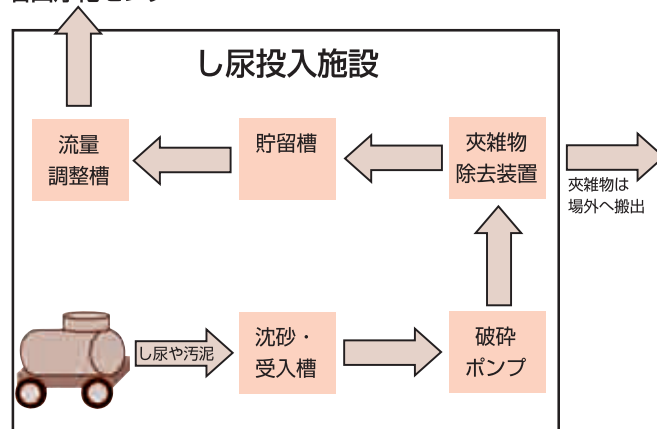 し尿投入施設
流量
調整槽
貯留槽
夾雑物
除去装置
夾雑物は
場外へ搬出
し尿や汚泥
沈砂・
受入槽
破砕
ポンプ